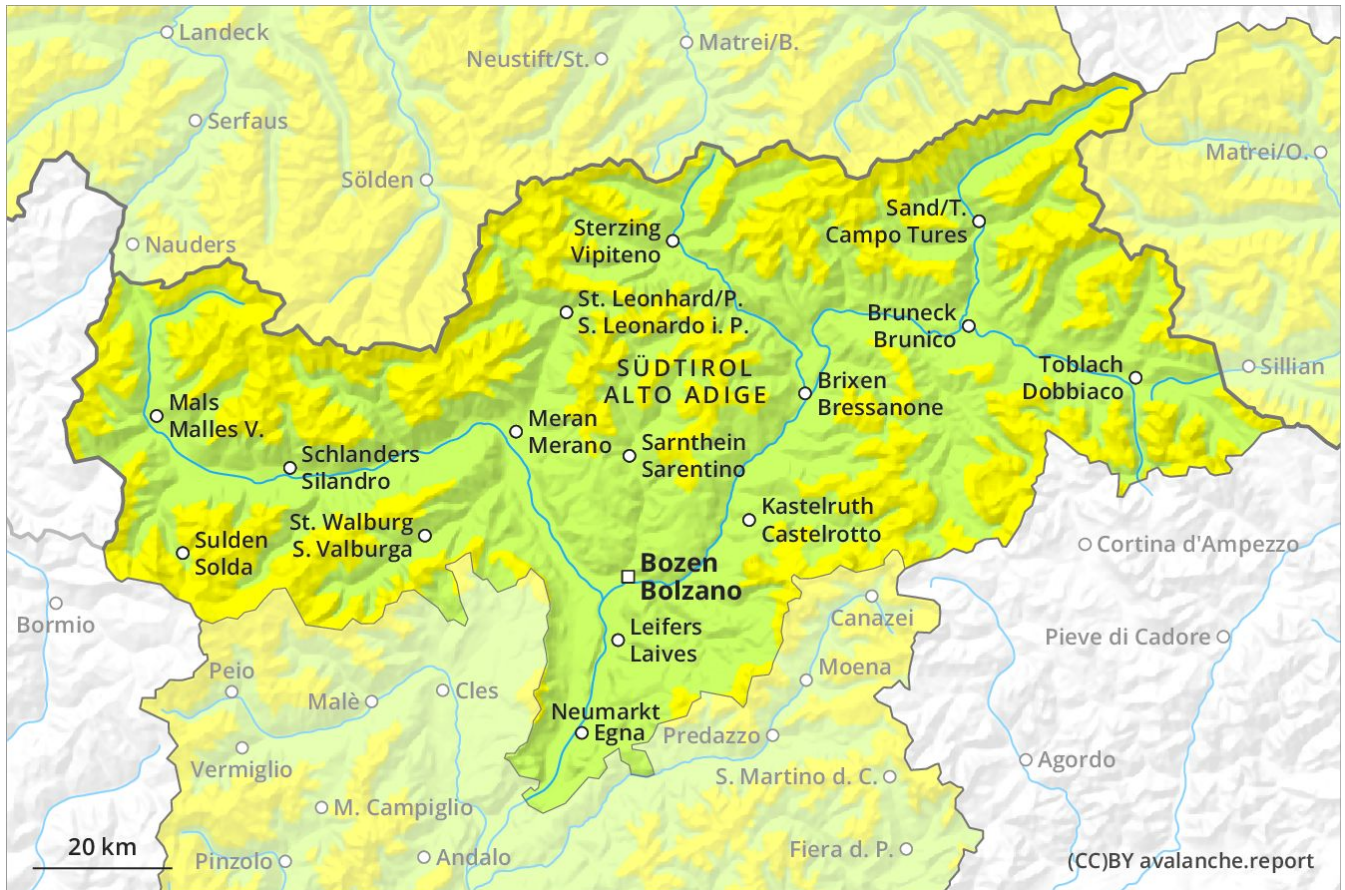 Landeck
Matrei/B.
Neustift/St.
Serfaus
Matrei/O.
Sölden
Sand/T.
Campo Tures
Nauders
Sterzing
Vipiteno
St. Leonhard/P.
S. Leonardo i. P.
Bruneck
Brunico
SÜDTIROL
ALTO ADIGE
Toblach
Dobbiaco
Sillian
Brixen
Bressanone
Mals
Malles V.
Meran
Merano
Sarnthein
Sarentino
Schlanders
Silandro
Kastelruth
Castelrotto
St. Walburg
S. Valburga
Sulden
Solda
Cortina d'Ampezzo
Bozen
Bolzano
Bormio
Canazei
Leifers
Laives
Pieve di Cadore
Peio
Moena
Malè
Cles
Neumarkt
Egna
Predazzo
Vermiglio
Agordo
S. Martino d. C.
M. Campiglio
20 km
Pinzolo
Andalo
Fiera d. P.
(CC)BY avalanche.report